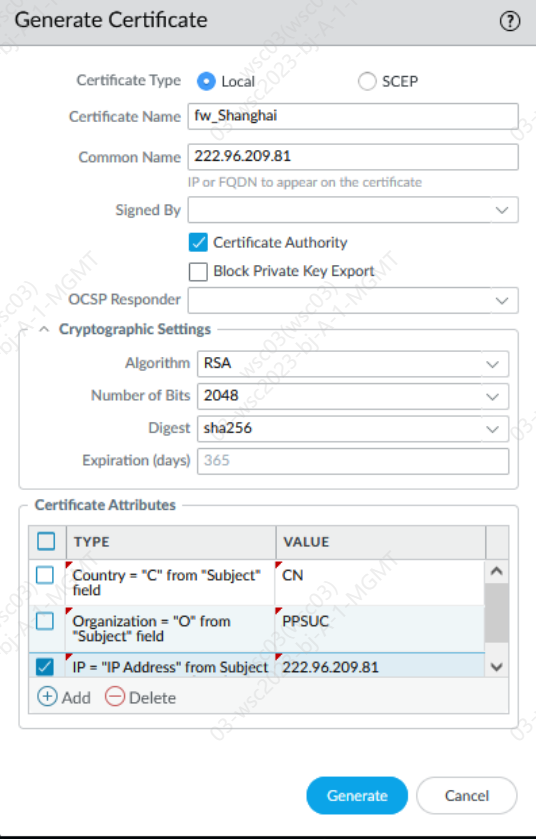 Generate Certificate
?
Certificate Type Local SCEP
Certificate Name fw_Shanghai
Common Name 222.96.209.81
IP or FQDN to appear on the certificate
Signed By
Certificate Authority
Block Private Key Export
OCSP Responder
Cryptographic Settings
Algorithm RSA
Number of Bits 2048
Digest sha256
Expiration (days) 365
Certificate Attributes
TYPE VALUE
Country = "C" from "Subject" CN
field
Organization = "O" from PPSUC
"Subject" field
IP = "IP Address" from Subject 222.96.209.81
Add Delete
Generate Cancel